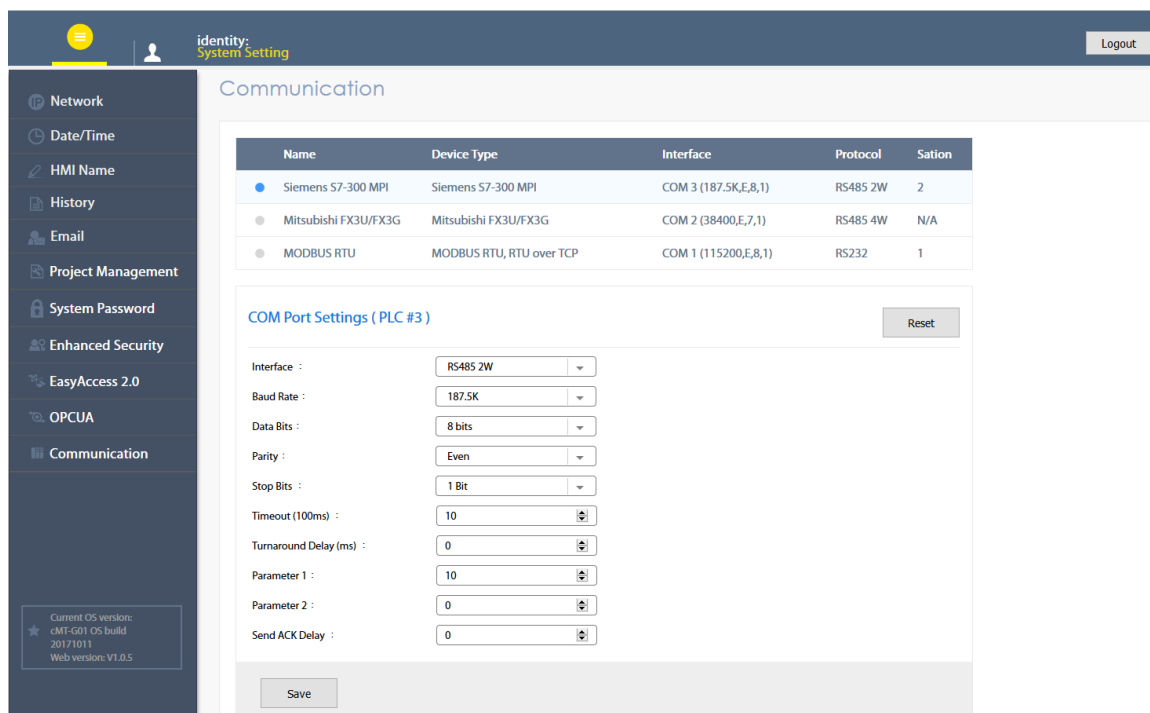 identity:
System Setting
Logout
Network
Date/Time
HMI Name
History
Email
Project Management
System Password
Enhanced Security
EasyAccess 2.0
OPCUA
Communication
Current OS version:
cMT-G01 OS build
20171011
Web version: V1.0.5
Communication
Name Device Type Interface Protocol Sation
Siemens S7-300 MPI Siemens S7-300 MPI COM 3 (187.5K,E,8,1) RS485 2W 2
Mitsubishi FX3U/FX3G Mitsubishi FX3U/FX3G COM 2 (38400,E,7,1) RS485 4W N/A
MODBUS RTU MODBUS RTU, RTU over TCP COM 1 (115200,E,8,1) RS232 1
COM Port Settings ( PLC #3 ) Reset
Interface : RS485 2W
Baud Rate : 187.5K
Data Bits : 8 bits
Parity : Even
Stop Bits : 1 Bit
Timeout (100ms) : 10
Turnaround Delay (ms) : 0
Parameter 1 : 10
Parameter 2 : 0
Send ACK Delay : 0
Save